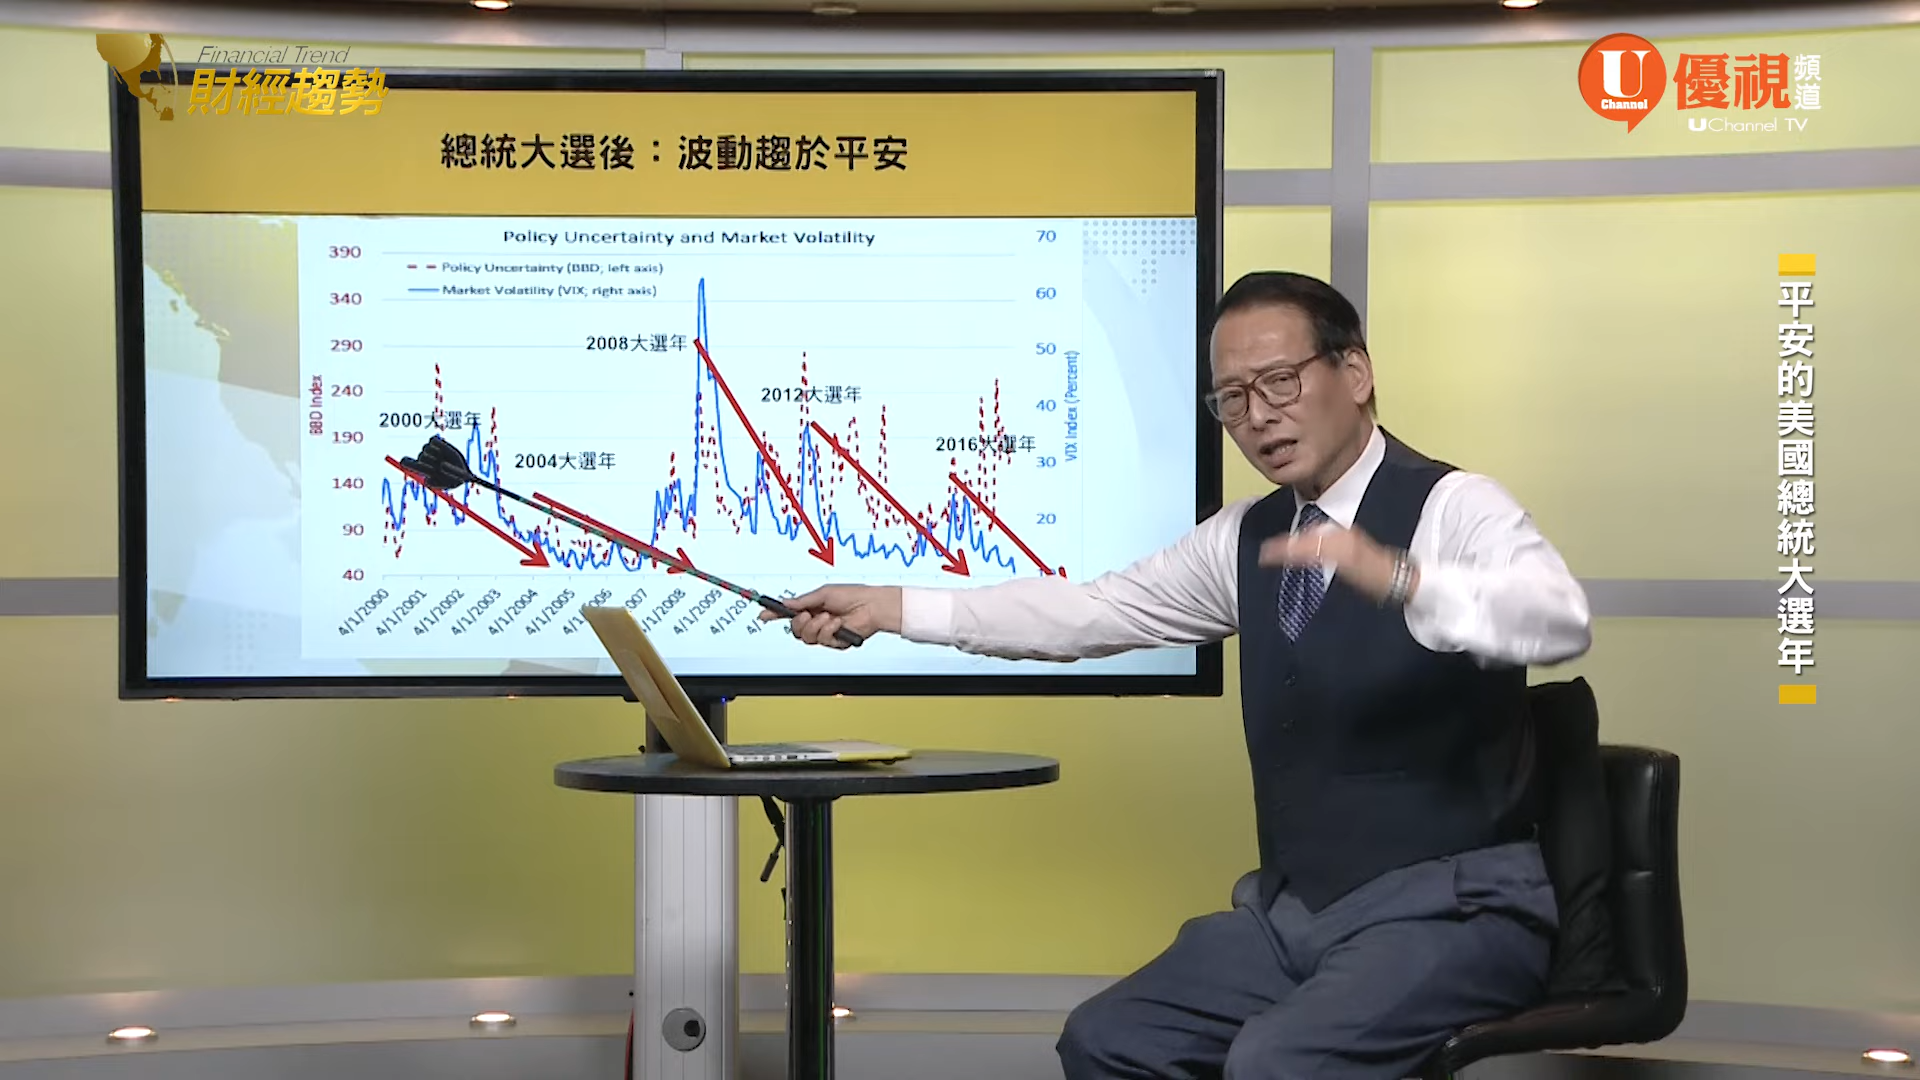 Financial Trend
財經趨勢
U
Channel
優視
頻道
UChannel TV
總統大選後：波動趨於平安
Policy Uncertainty and Market Volatility
Policy Uncertainty (BBD; left axis)
Market Volatility (VIX; right axis)
390
340
290
240
190
140
90
40
BBD Index
70
60
50
40
30
20
VIX Index (Percent)
2000大選年
2004大選年
2008大選年
2012大選年
2016大選年
4/1/2000
4/1/2001
4/1/2002
4/1/2003
4/1/2004
4/1/2005
4/1/2008
4/1/2009
平安的美國總統大選年